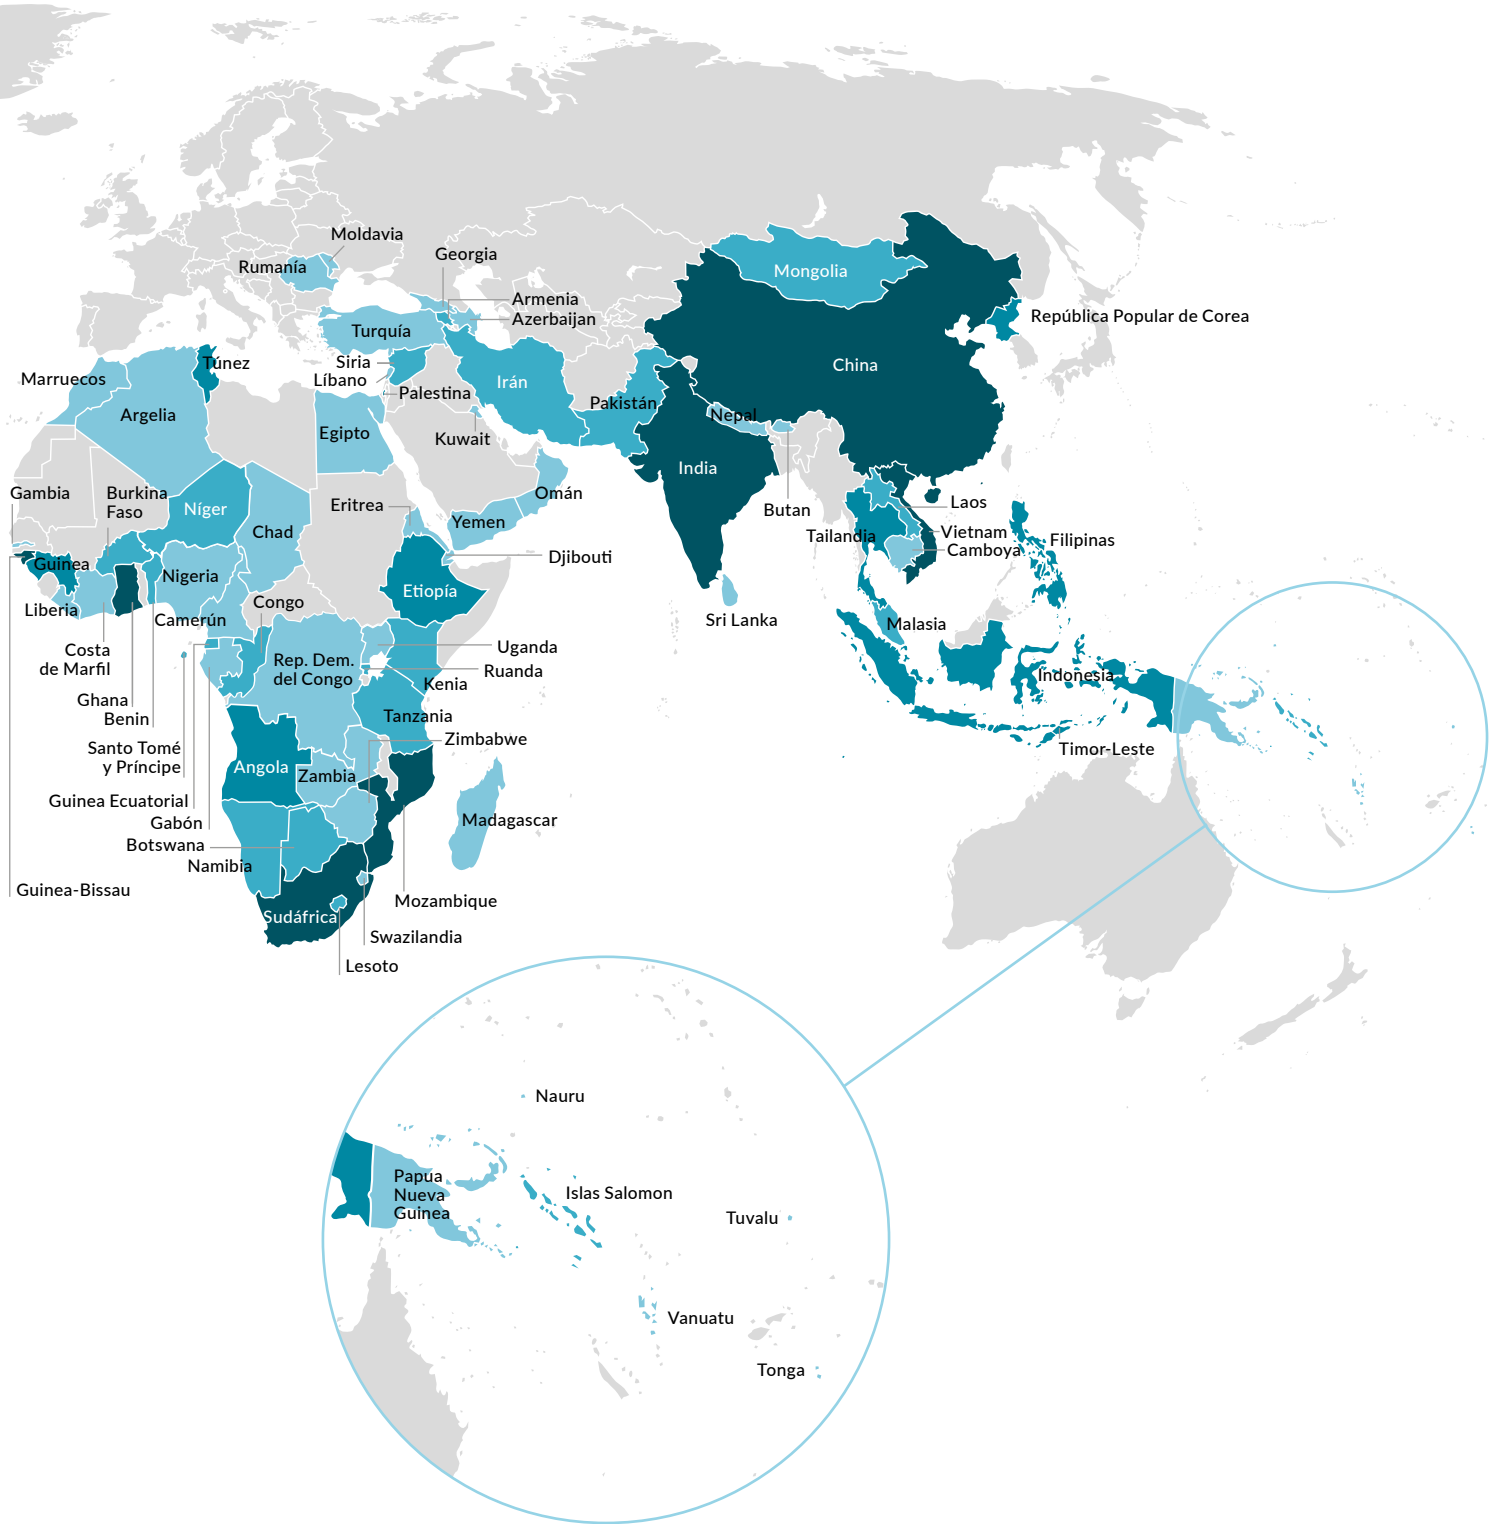 Moldavia
Georgia
Rumanía
Mongolia
Armenia
República Popular de Corea
Azerbaijan
Turquía
Siria
Túnez
China
Líbano
Marruecos
Irán
Palestina
Pakistán
Argelia
Nepal
Egipto
Kuwait
India
Gambia
Burkina
Faso
Omán
Níger
Eritrea
Laos
Butan
Yemen
Chad
Vietnam
Tailandia
Filipinas
Camboya
Djibouti
Guinea
Nigeria
Etiopía
Congo
Liberia
Camerún
Sri Lanka
Malasia
Uganda
Costa
de Marfil
Rep. Dem.
del Congo
Ruanda
Indonesia
Kenia
Ghana
Benin
Tanzania
Zimbabwe
Santo Tomé
y Príncipe
Timor-Leste
Angola
Zambia
Guinea Ecuatorial
Gabón
Madagascar
Botswana
Namibia
Guinea-Bissau
Mozambique
Sudáfrica
Swazilandia
Lesoto
Nauru
Papua
Nueva
Guinea
Islas Salomon
Tuvalu
Vanuatu
Tonga